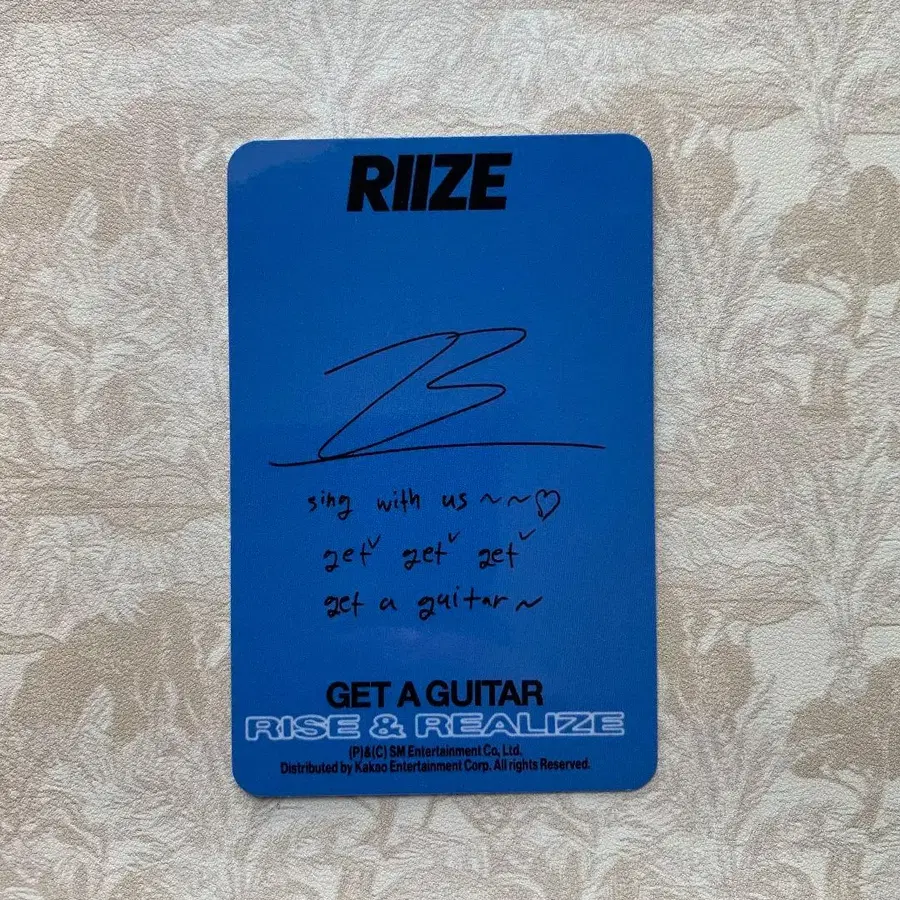 RIIZE
sing with us ~~♡
get˅ get˅ get˅
get a guitar~
GET A GUITAR
RISE & REALIZE
(P)&(C) SM Entertainment Co., Ltd.
Distributed by Kakao Entertainment Corp. All rights Reserved.